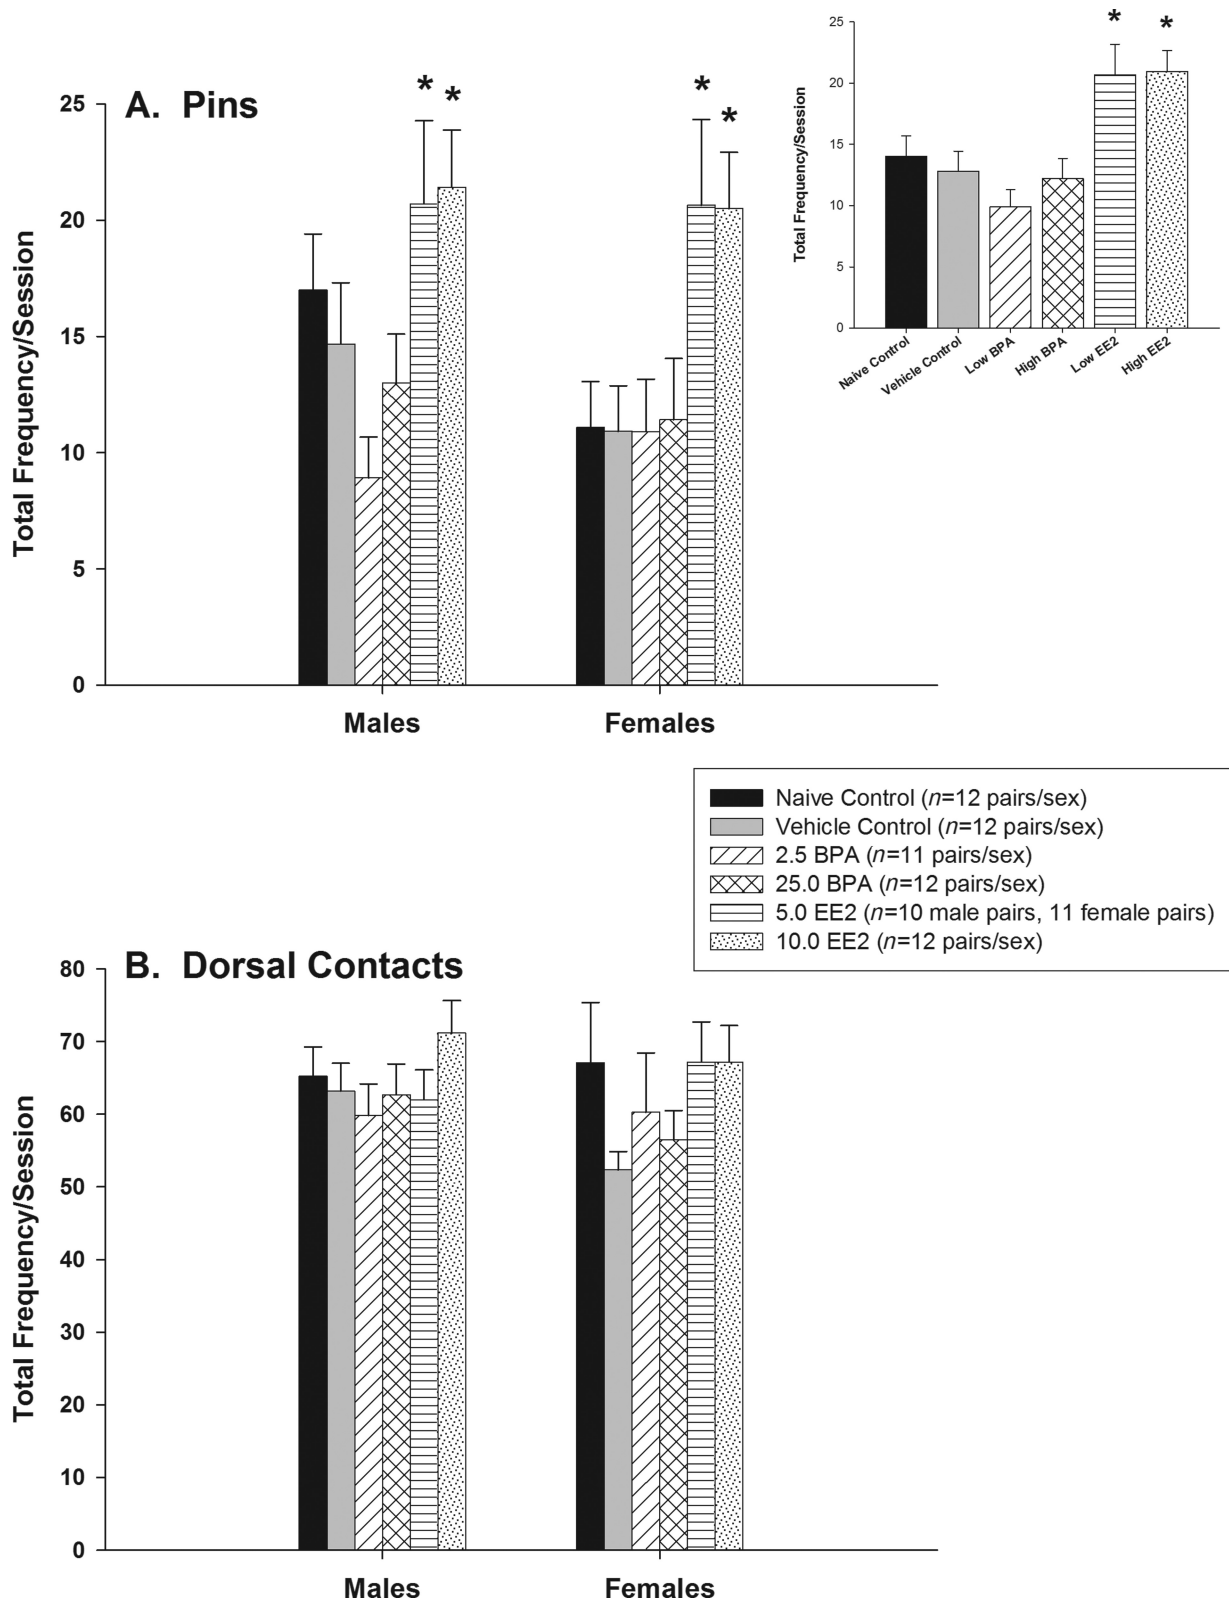 A. Pins
Total Frequency/Session
25
20
15
10
5
0
* * * *
Males Females
Total Frequency/Session
25
20
15
10
5
0
* *
Naive Control
Vehicle Control
Low BPA
High BPA
Low EE2
High EE2
Naive Control (n=12 pairs/sex)
Vehicle Control (n=12 pairs/sex)
2.5 BPA (n=11 pairs/sex)
25.0 BPA (n=12 pairs/sex)
5.0 EE2 (n=10 male pairs, 11 female pairs)
10.0 EE2 (n=12 pairs/sex)
B. Dorsal Contacts
Total Frequency/Session
80
70
60
50
40
30
20
10
0
Males Females